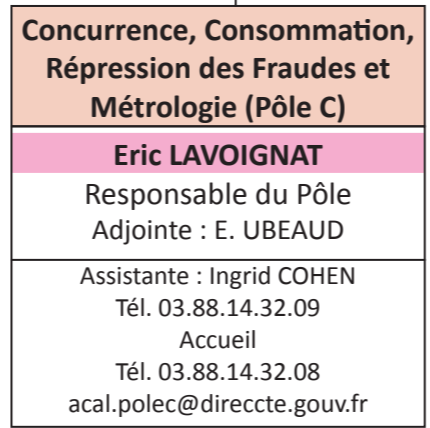 Concurrence, Consommation,
Répression des Fraudes et
Métrologie (Pôle C)
Eric LAVOIGNAT
Responsable du Pôle
Adjointe : E. UBEAUD
Assistante : Ingrid COHEN
Tél. 03.88.14.32.09
Accueil
Tél. 03.88.14.32.08
acal.polec@direccte.gouv.fr